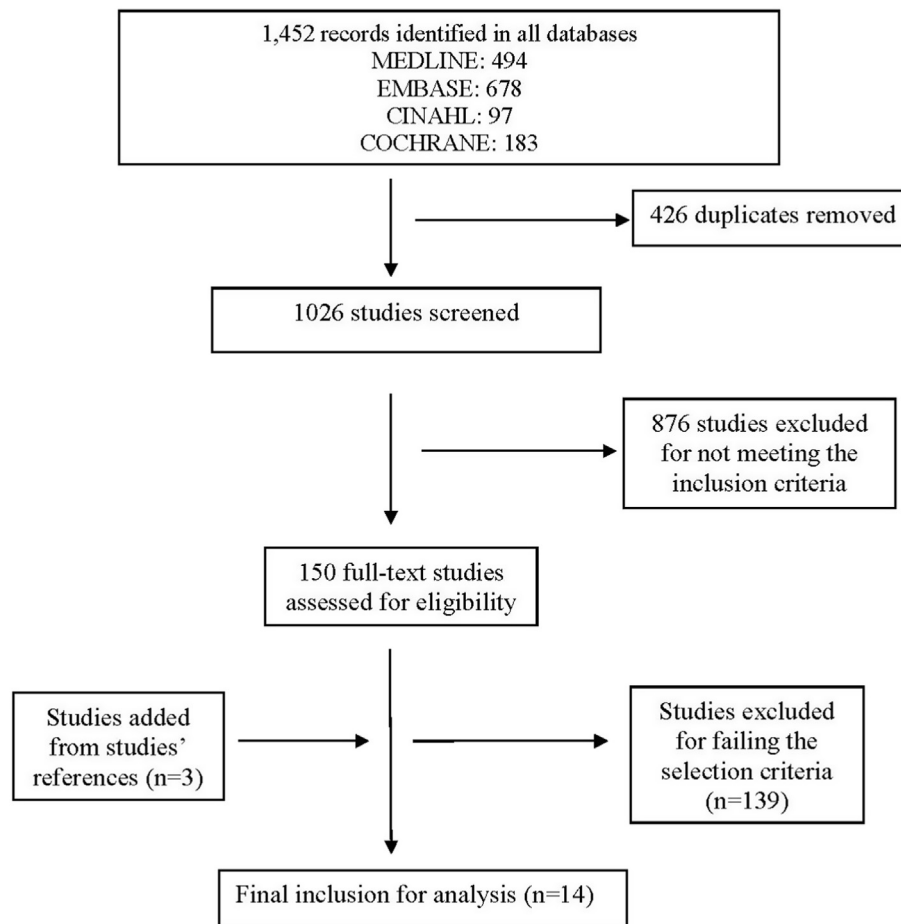 1,452 records identified in all databases
MEDLINE: 494
EMBASE: 678
CINAHL: 97
COCHRANE: 183
426 duplicates removed
1026 studies screened
876 studies excluded
for not meeting the
inclusion criteria
150 full-text studies
assessed for eligibility
Studies added
from studies’
references (n=3)
Studies excluded
for failing the
selection criteria
(n=139)
Final inclusion for analysis (n=14)